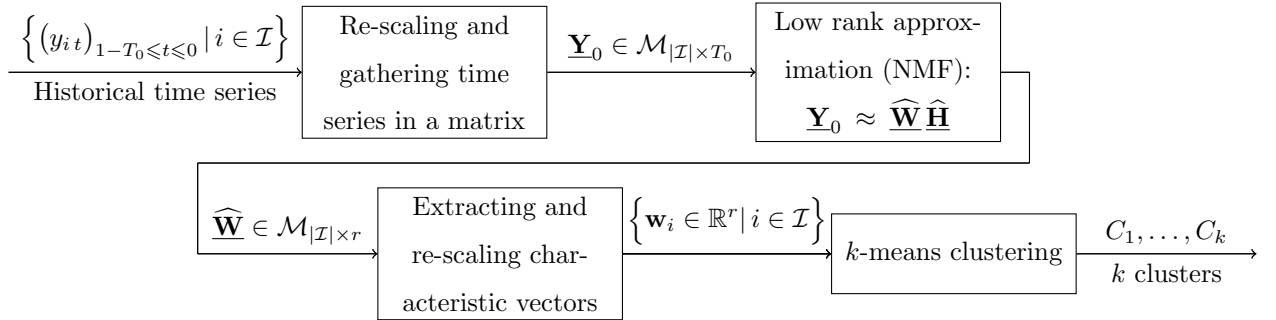 {(y_{i t})_{1−T_0⩽t⩽0} | i ∈ ℐ}
Historical time series
Re-scaling and
gathering time
series in a matrix
Y_0 ∈ ℳ_{|ℐ|×T_0}
Low rank approx-
imation (NMF):
Y_0 ≈ Ŵ Ĥ
Ŵ ∈ ℳ_{|ℐ|×r}
Extracting and
re-scaling char-
acteristic vectors
{w_i ∈ ℝ^r | i ∈ ℐ}
k-means clustering
C_1, . . . , C_k
k clusters